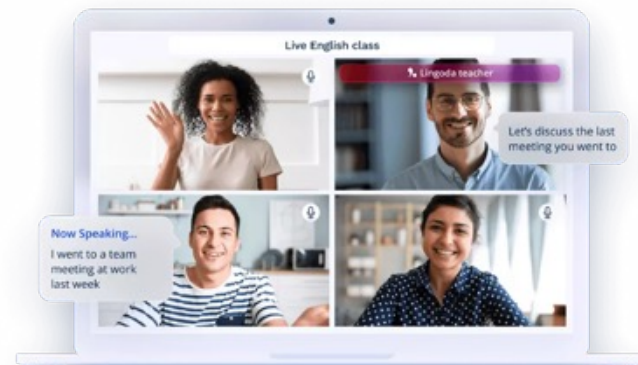 Live English class
Lingoda teacher
Let's discuss the last
meeting you went to
Now Speaking...
I went to a team
meeting at work
last week